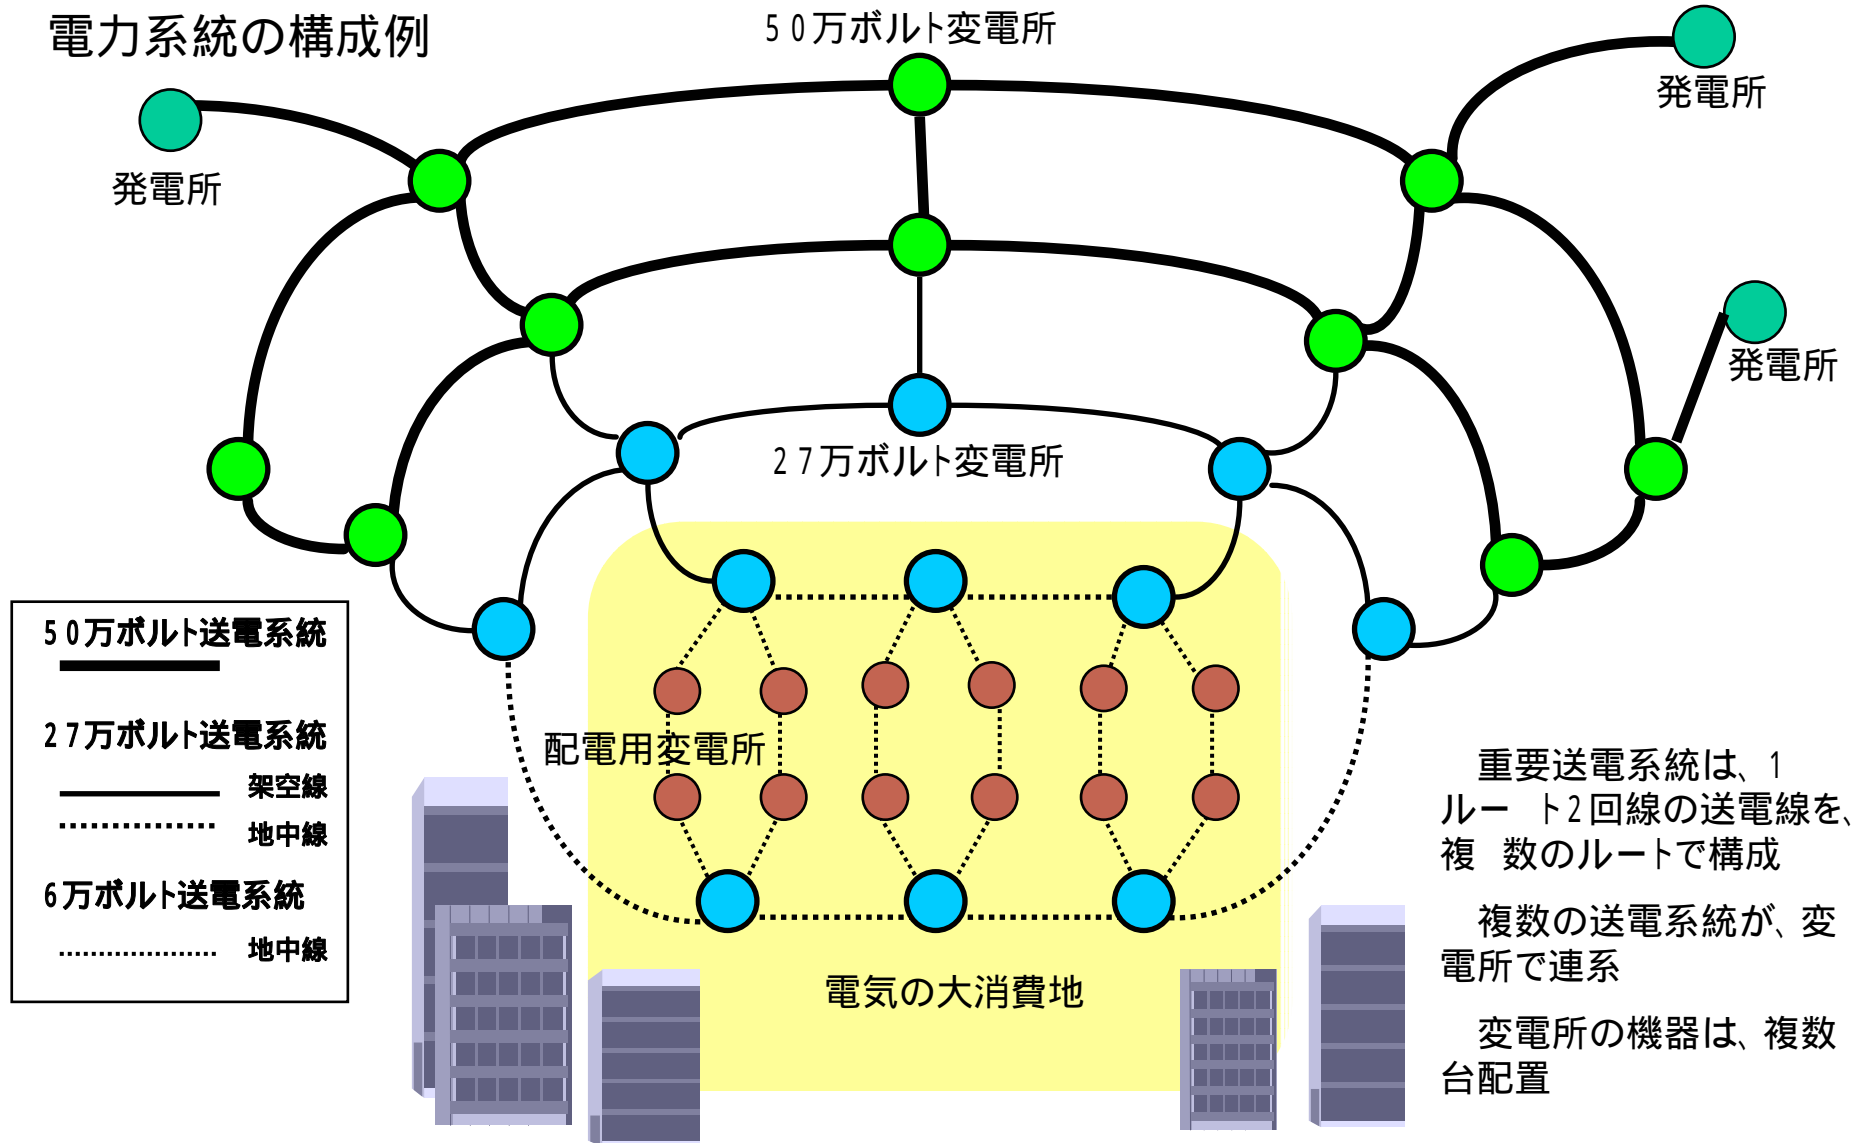 電力系統の構成例
50万ボルト変電所
発電所
発電所
発電所
27万ボルト変電所
50万ボルト送電系統
27万ボルト送電系統
架空線
地中線
6万ボルト送電系統
地中線
配電用変電所
電気の大消費地
重要送電系統は、1
ルー ト2回線の送電線を、
複 数のルートで構成
複数の送電系統が、変
電所で連系
変電所の機器は、複数
台配置